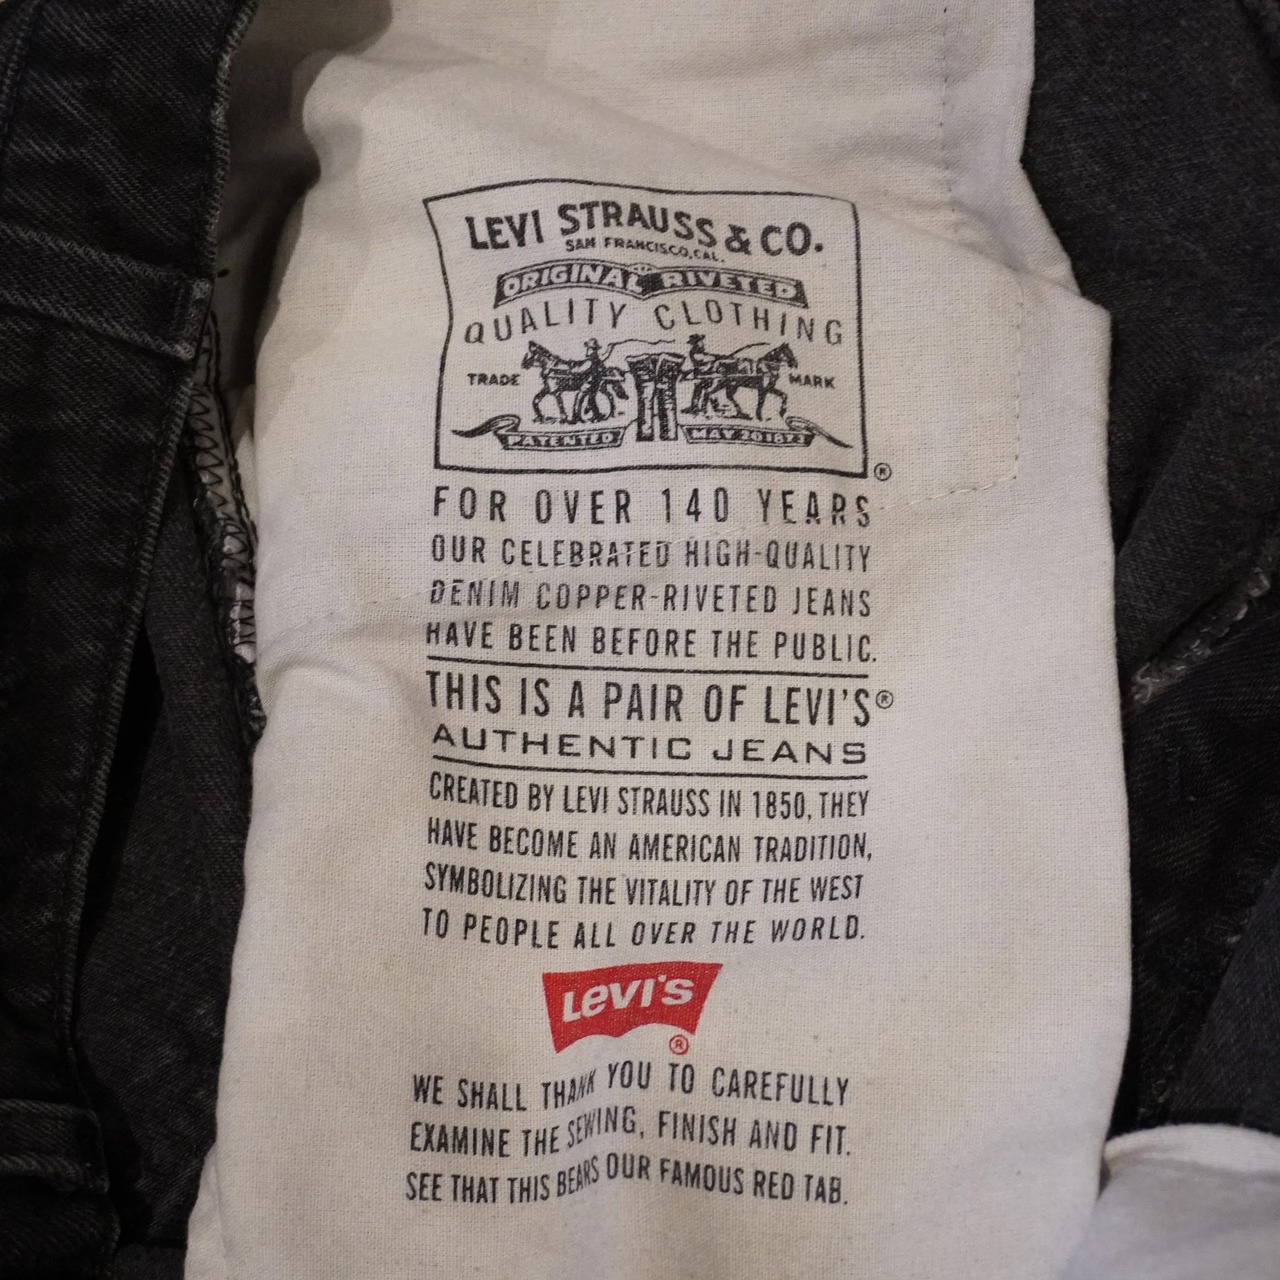 LEVI STRAUSS & CO.
SAN FRANCISCO, CAL.
ORIGINAL RIVETED
QUALITY CLOTHING
TRADE MARK
PATENTED MAY 20 1873
®
FOR OVER 140 YEARS
OUR CELEBRATED HIGH-QUALITY
DENIM COPPER-RIVETED JEANS
HAVE BEEN BEFORE THE PUBLIC.
THIS IS A PAIR OF LEVI'S®
AUTHENTIC JEANS
CREATED BY LEVI STRAUSS IN 1850, THEY
HAVE BECOME AN AMERICAN TRADITION,
SYMBOLIZING THE VITALITY OF THE WEST
TO PEOPLE ALL OVER THE WORLD.
LEVI'S
®
WE SHALL THANK YOU TO CAREFULLY
EXAMINE THE SEWING, FINISH AND FIT.
SEE THAT THIS BEARS OUR FAMOUS RED TAB.